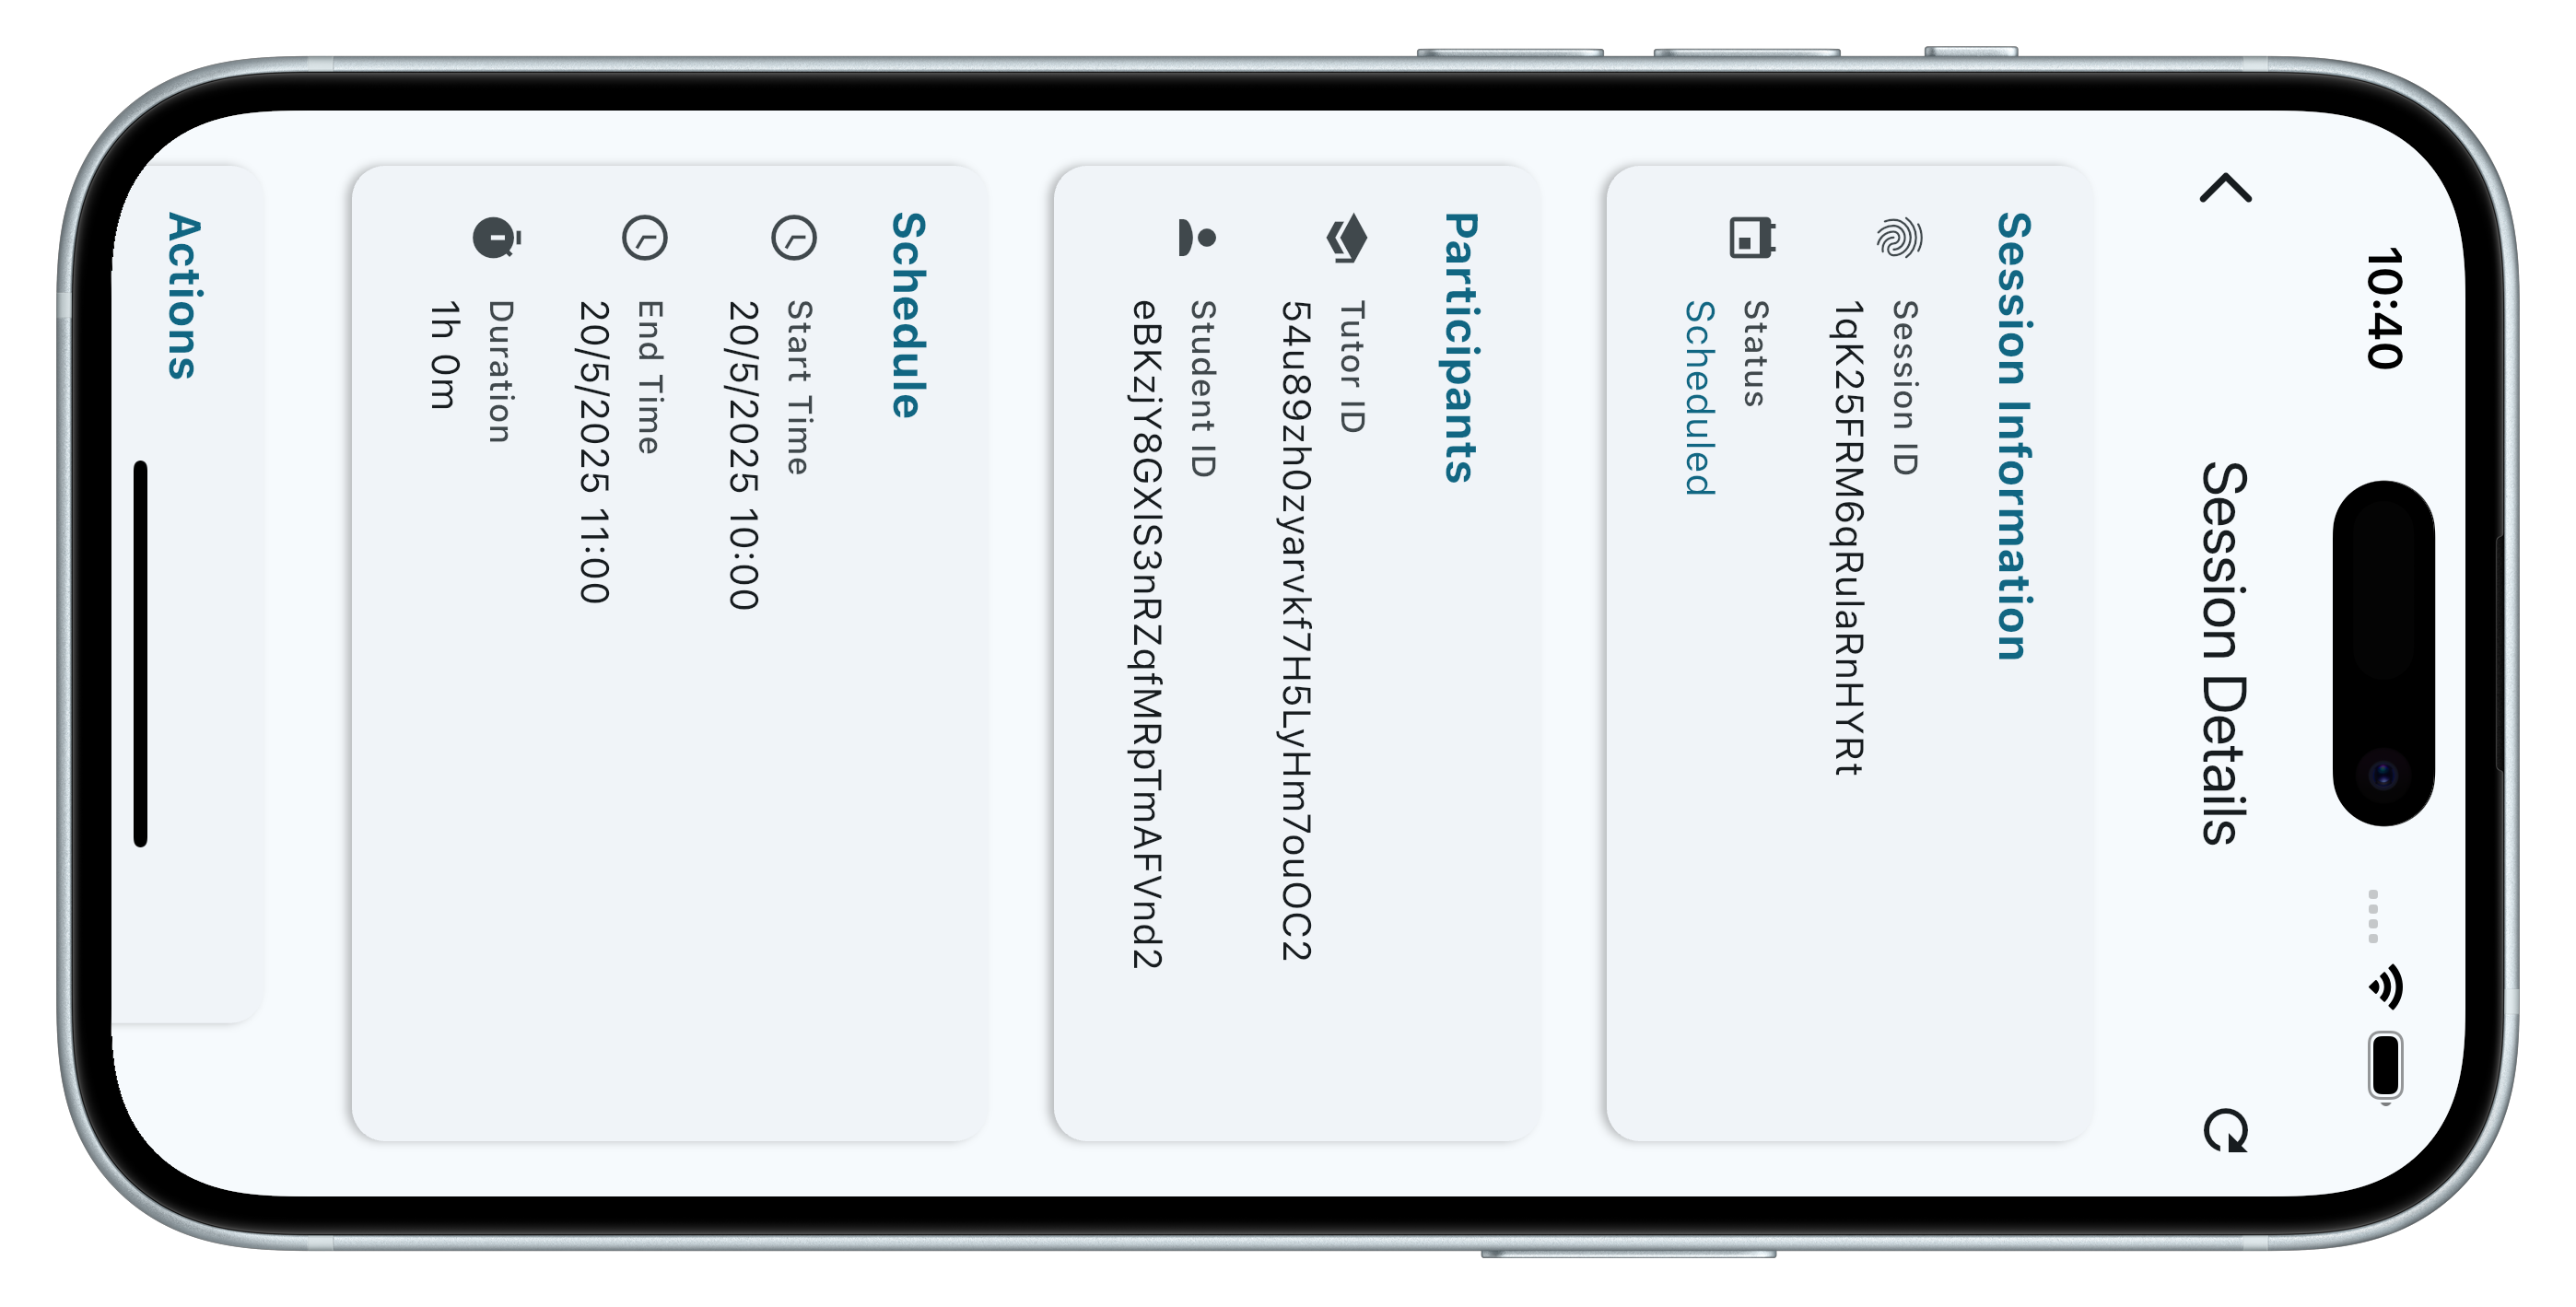 10:40
Session Details
Session Information
Session ID
1qK25FRM6qRulaRnHYRt
Status
Scheduled
Participants
Tutor ID
54u89zh0zyarvkf7H5LyHm7ouOC2
Student ID
eBKzjY8GXlS3nRZqfMRpTmAFVnd2
Schedule
Start Time
20/5/2025 10:00
End Time
20/5/2025 11:00
Duration
1h 0m
Actions